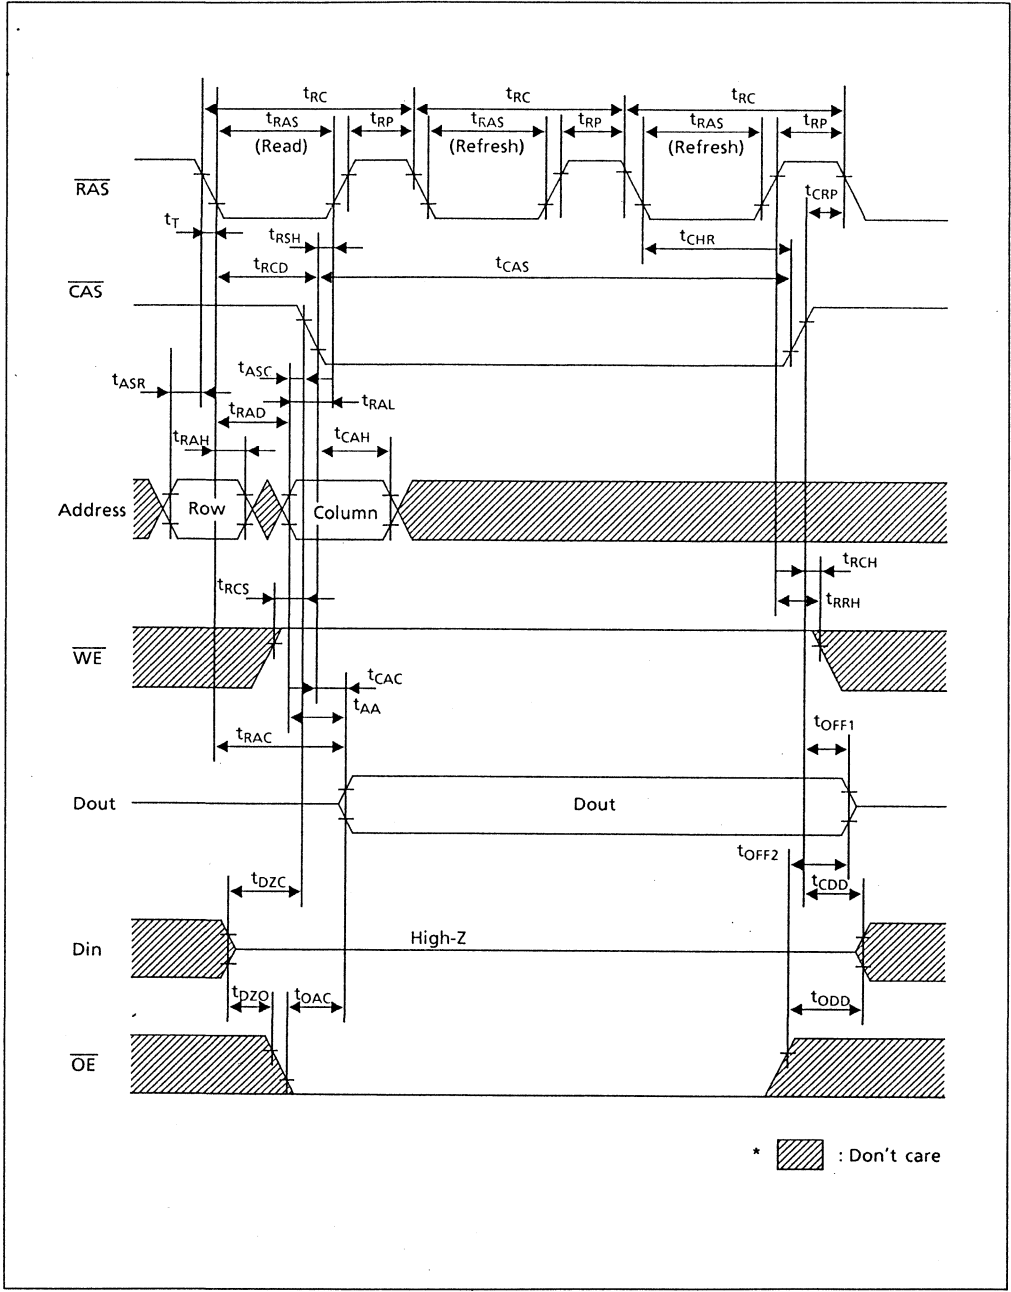 tRC tRC tRC
tRAS tRP tRAS tRP tRAS tRP
(Read) (Refresh) (Refresh)
RAS
tCRP
tT tRSH tCHR
tRCD tCAS
CAS
tASC
tASR tRAD tRAL
tRAH tCAH
Address Row Column
tRCH
tRCS tRRH
WE
tCAC
tAA
tRAC tOFF1
Dout Dout
tOFF2
tDZC tCDD
Din High-Z
tDZO tOAC tODD
OE
* : Don't care